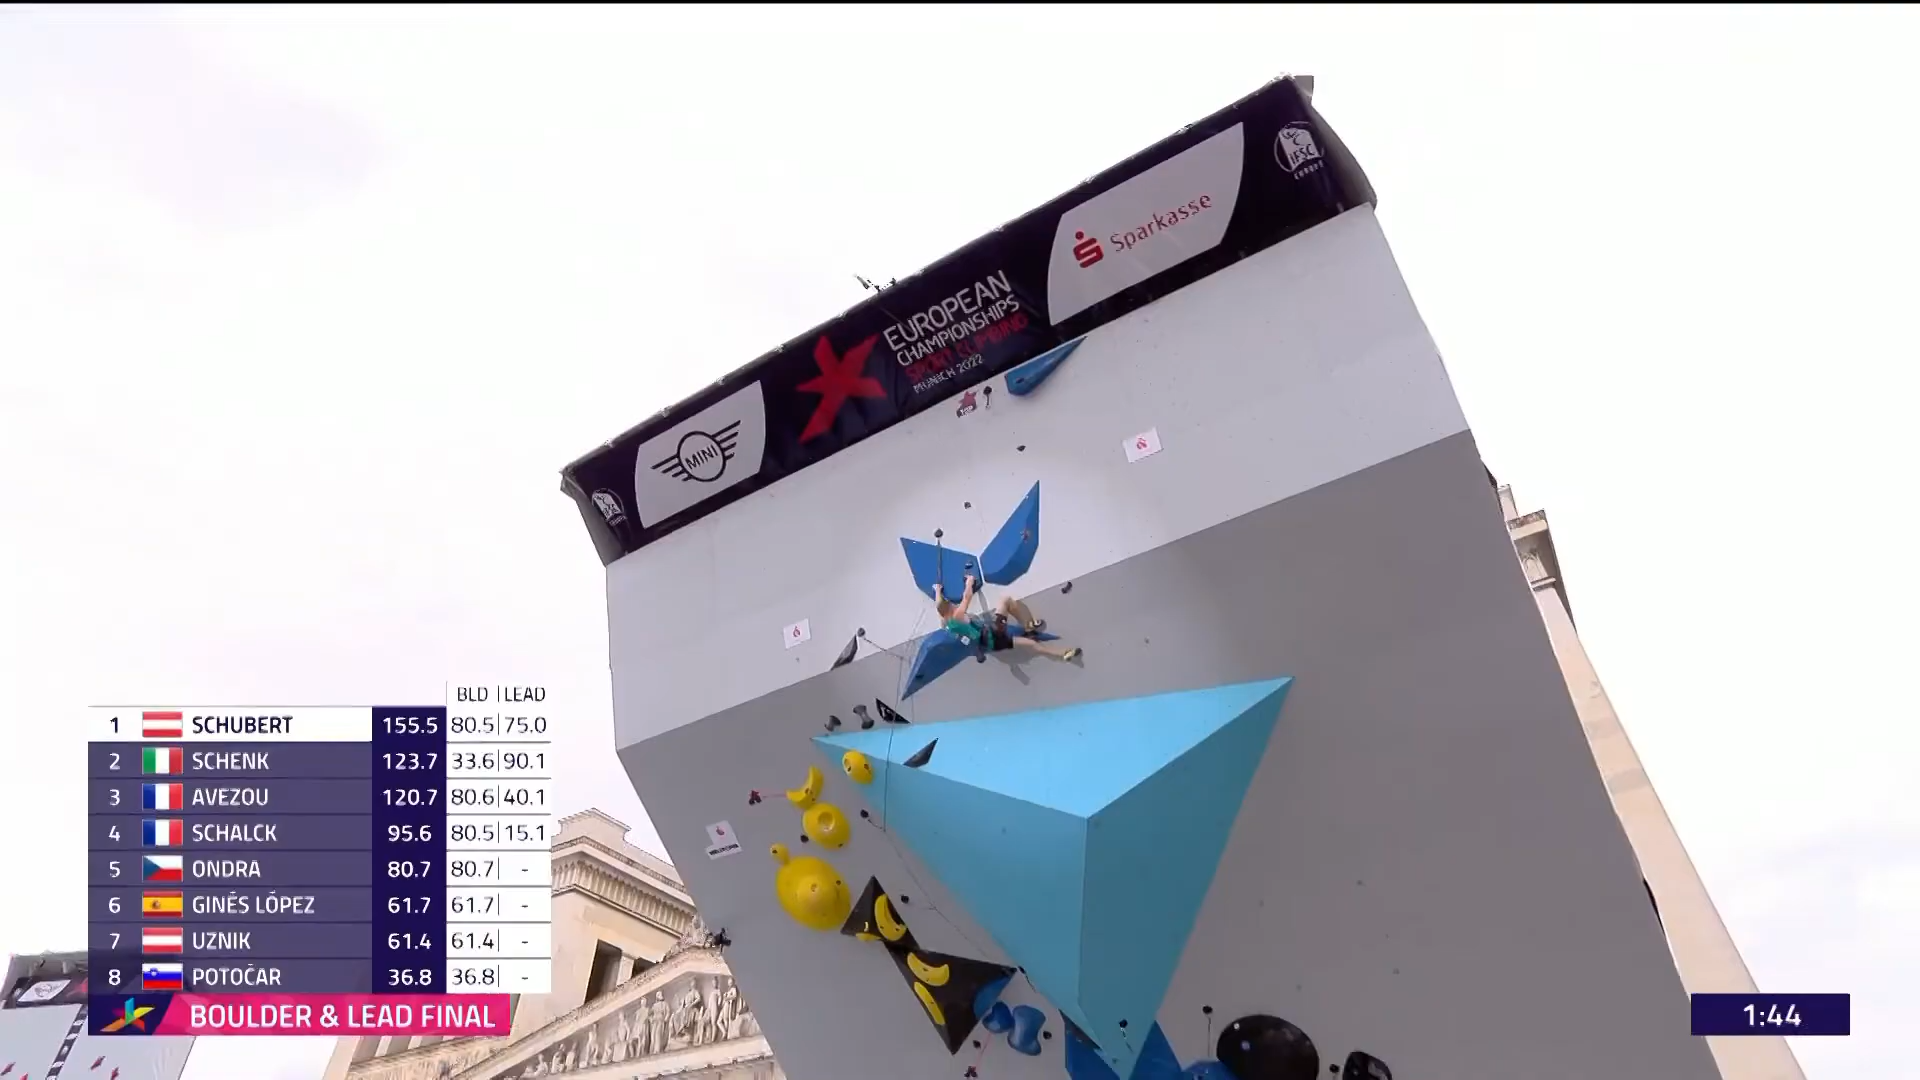 IFSC
EUROPE
Sparkasse
EUROPEAN
CHAMPIONSHIPS
SPORT CLIMBING
MUNICH 2022
MINI
TOP
BLD | LEAD
1 SCHUBERT 155.5 80.5 | 75.0
2 SCHENK 123.7 33.6 | 90.1
3 AVEZOU 120.7 80.6 | 40.1
4 SCHALCK 95.6 80.5 | 15.1
5 ONDRA 80.7 80.7 | -
6 GINÉS LÓPEZ 61.7 61.7 | -
7 UZNIK 61.4 61.4 | -
8 POTOČAR 36.8 36.8 | -
BOULDER & LEAD FINAL
1:44